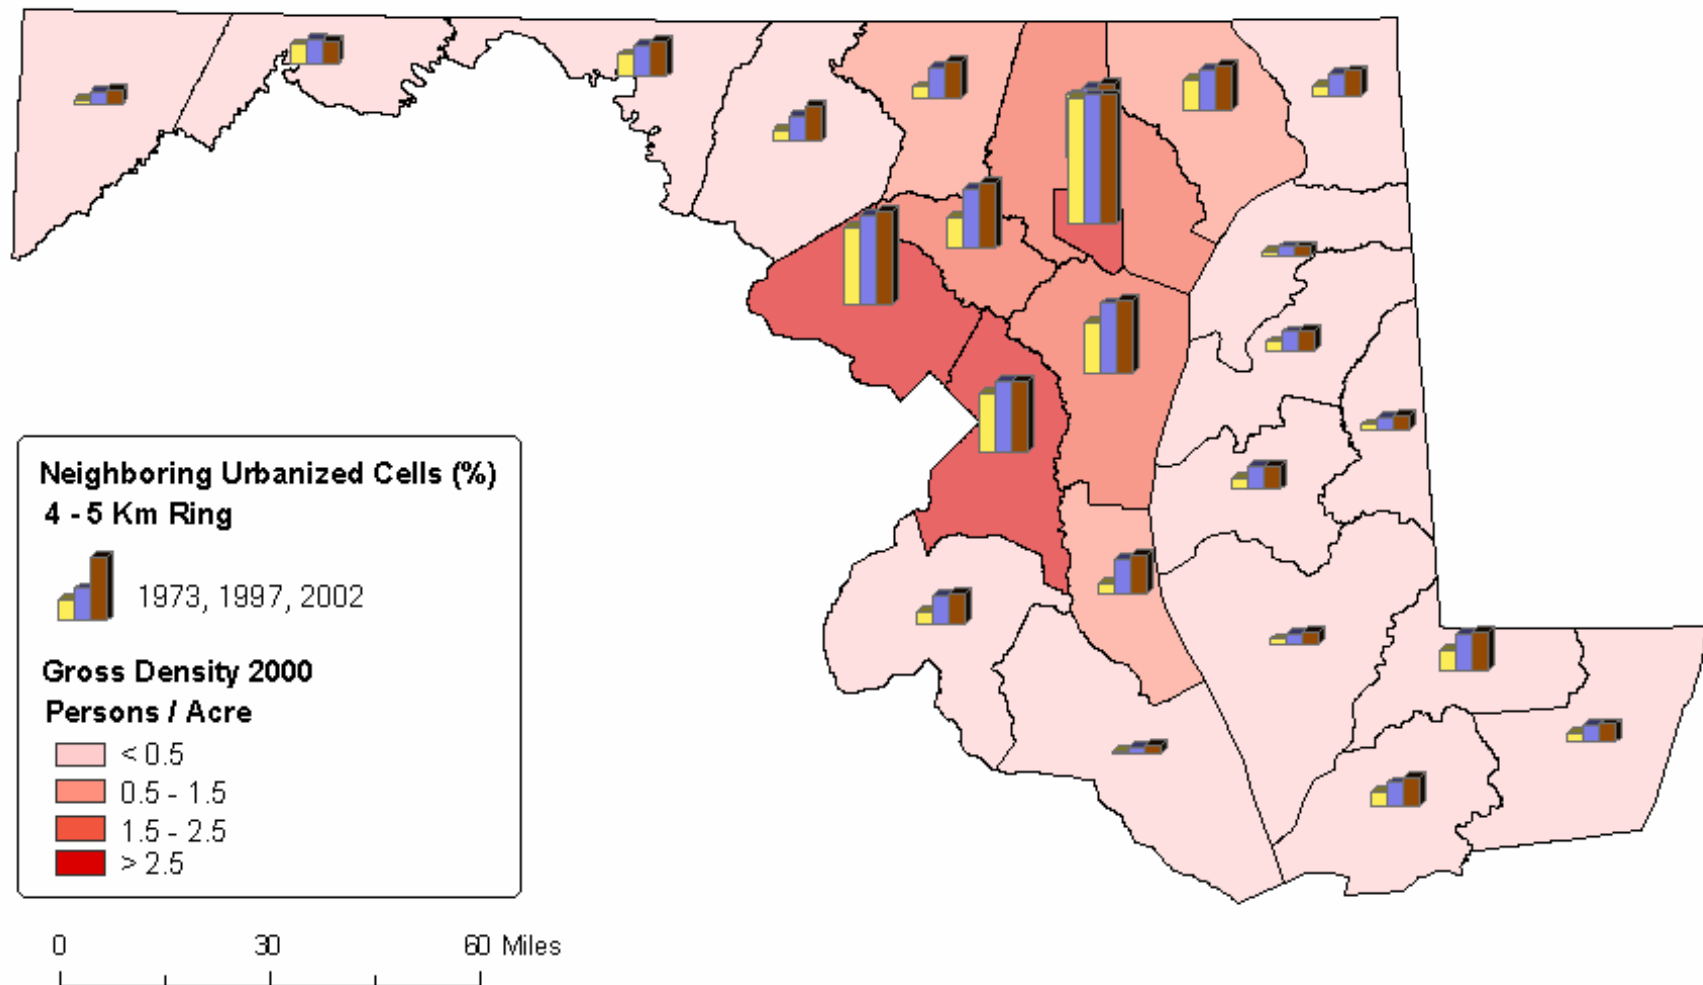 Neighboring Urbanized Cells (%)
4 - 5 Km Ring
1973, 1997, 2002
Gross Density 2000
Persons / Acre
< 0.5
0.5 - 1.5
1.5 - 2.5
> 2.5
0 30 60 Miles